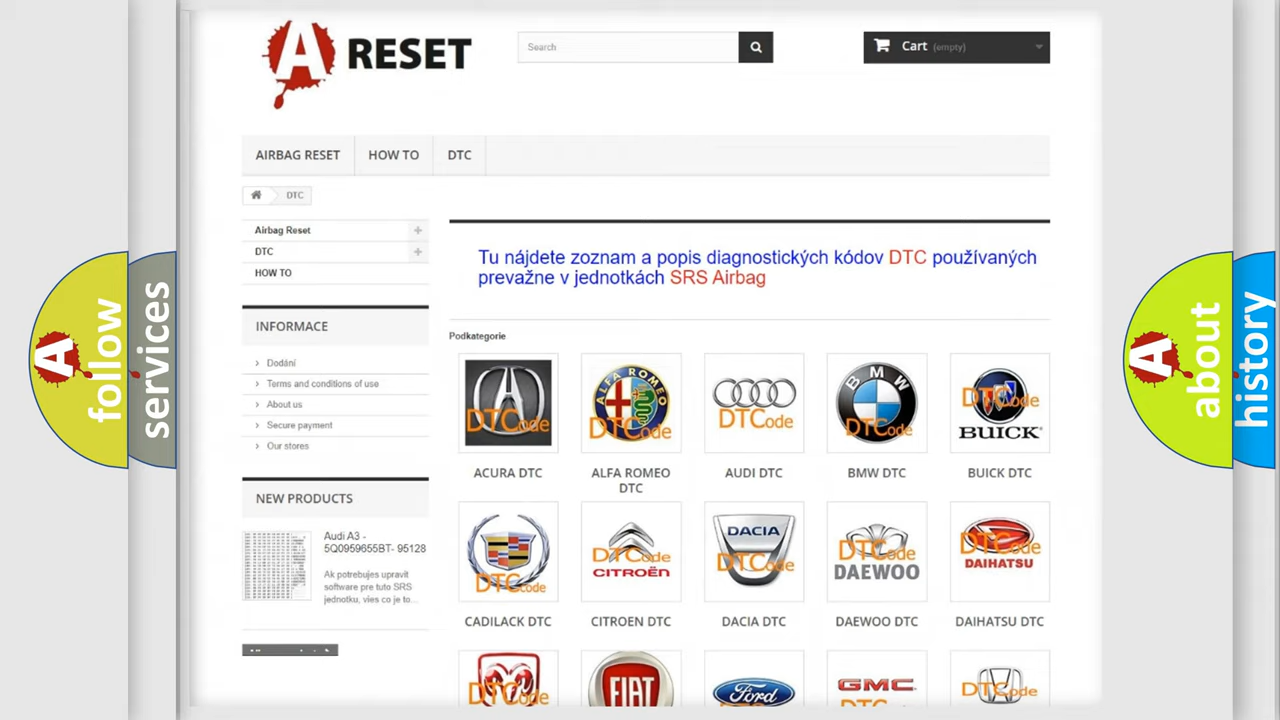 A RESET
Search
Cart (empty)
AIRBAG RESET
HOW TO
DTC
DTC
Airbag Reset
DTC
HOW TO
Tu nájdete zoznam a popis diagnostických kódov DTC používaných
prevažne v jednotkách SRS Airbag
INFORMACE
Dodání
Terms and conditions of use
About us
Secure payment
Our stores
NEW PRODUCTS
Audi A3 -
5Q0959655BT- 95128
Ak potrebujes upravit
software pre tuto SRS
jednotku, vies co je to...
Podkategorie
DTCode
ALFA ROMEO
DTCode
DTCode
BMW
DTCode
DTCode
BUICK
ACURA DTC
ALFA ROMEO
DTC
AUDI DTC
BMW DTC
BUICK DTC
DTCode
DTCode
CITROËN
DACIA
DTCode
DTCode
DAEWOO
DTCode
DAIHATSU
CADILACK DTC
CITROEN DTC
DACIA DTC
DAEWOO DTC
DAIHATSU DTC
DTCode
FIAT
Ford
GMC
DTCode
A follow
services
A about
history